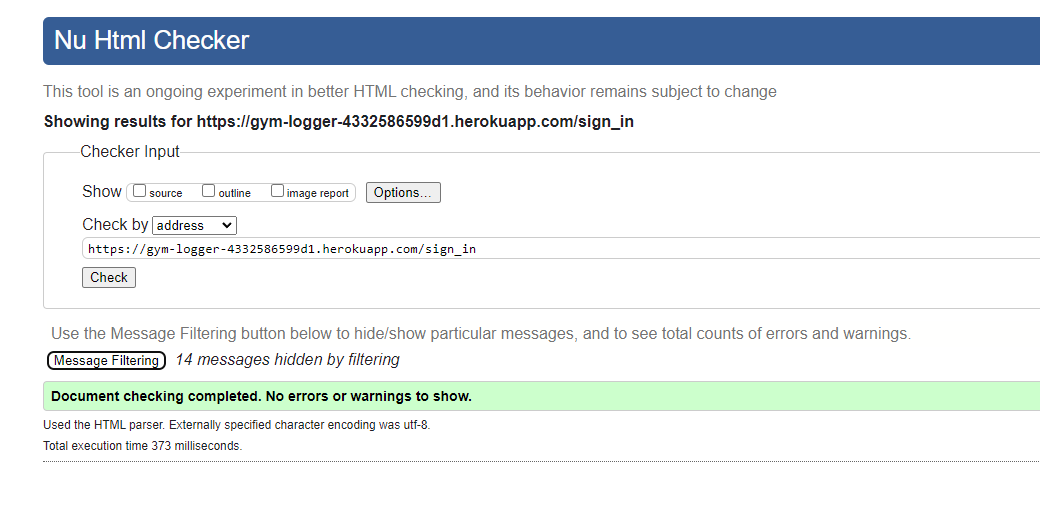 Nu Html Checker
This tool is an ongoing experiment in better HTML checking, and its behavior remains subject to change
Showing results for https://gym-logger-4332586599d1.herokuapp.com/sign_in
Checker Input
Show source outline image report Options...
Check by address
https://gym-logger-4332586599d1.herokuapp.com/sign_in
Check
Use the Message Filtering button below to hide/show particular messages, and to see total counts of errors and warnings.
Message Filtering 14 messages hidden by filtering
Document checking completed. No errors or warnings to show.
Used the HTML parser. Externally specified character encoding was utf-8.
Total execution time 373 milliseconds.